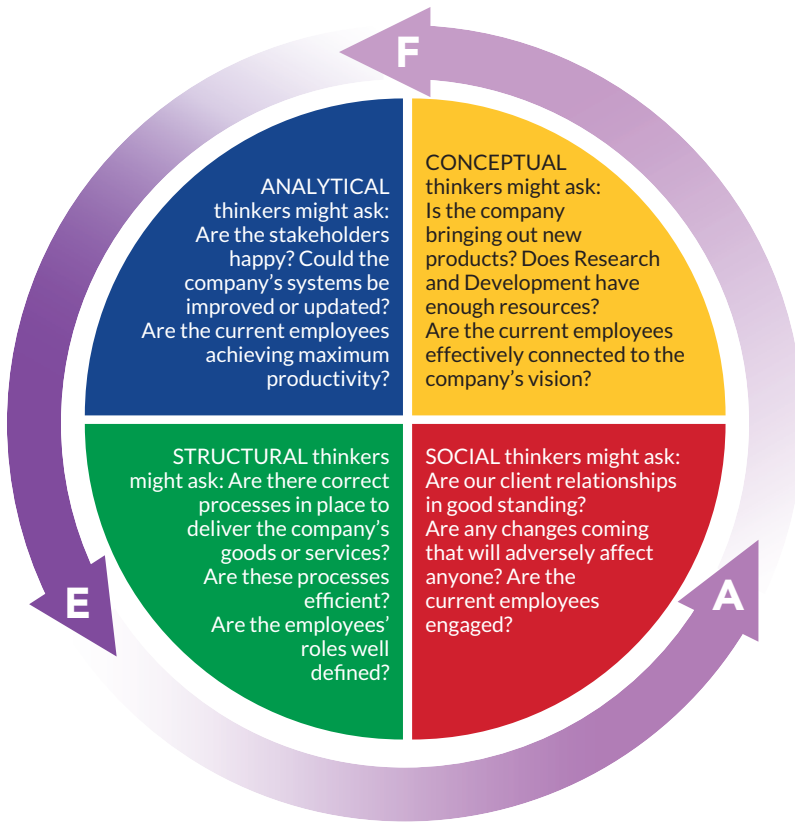 F
ANALYTICAL
thinkers might ask:
Are the stakeholders
happy? Could the
company’s systems be
improved or updated?
Are the current employees
achieving maximum
productivity?
CONCEPTUAL
thinkers might ask:
Is the company
bringing out new
products? Does Research
and Development have
enough resources?
Are the current employees
effectively connected to the
company’s vision?
STRUCTURAL thinkers
might ask: Are there correct
processes in place to
deliver the company’s
goods or services?
Are these processes
efficient?
Are the employees’
roles well
defined?
SOCIAL thinkers might ask:
Are our client relationships
in good standing?
Are any changes coming
that will adversely affect
anyone? Are the
current employees
engaged?
E
A